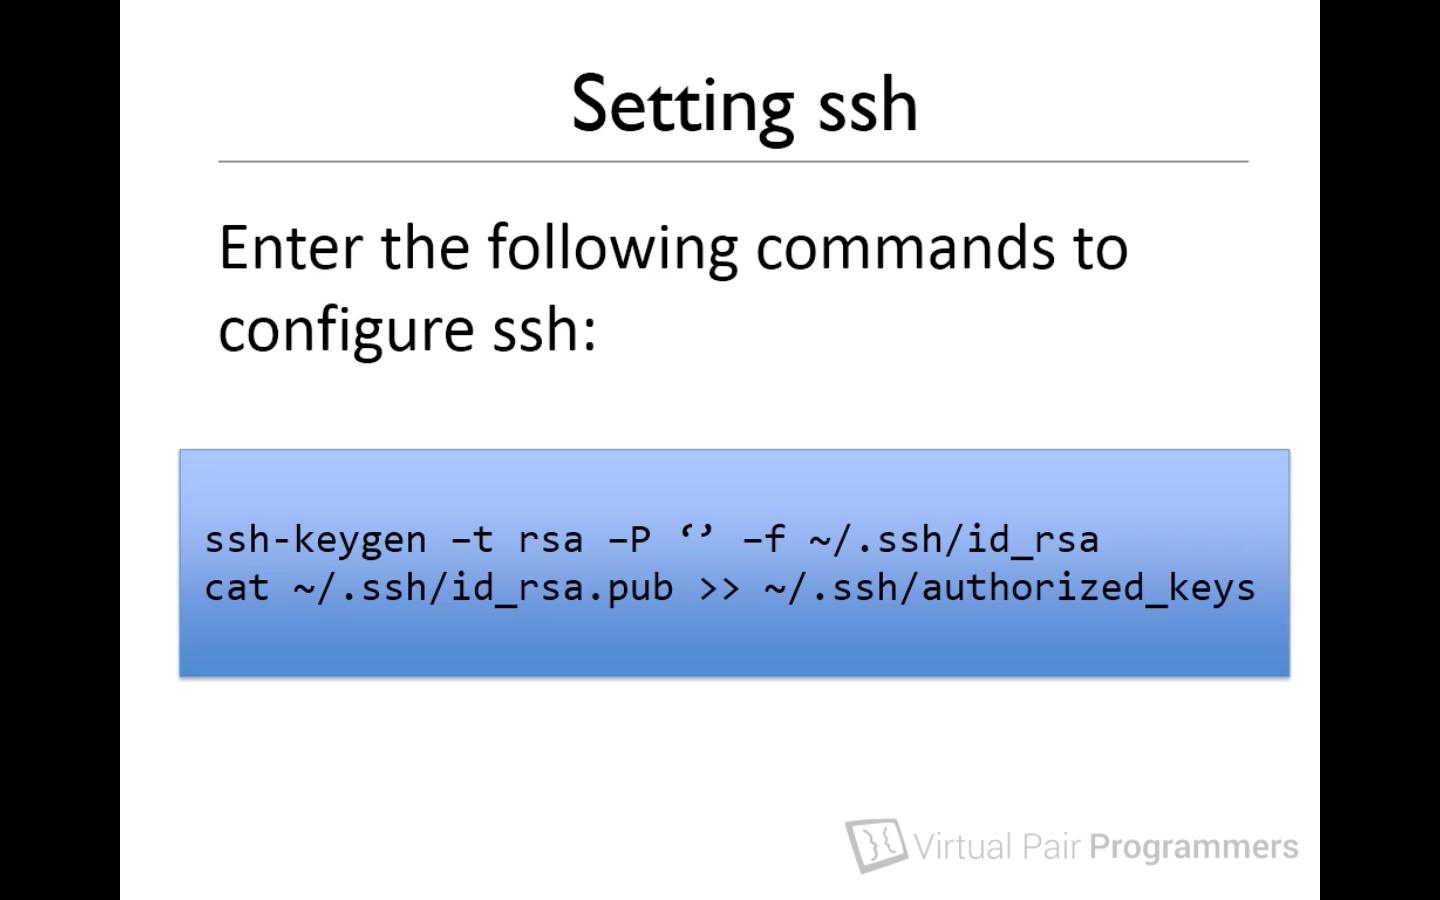 Setting ssh
Enter the following commands to
configure ssh:
ssh-keygen –t rsa –P ‘’ –f ~/.ssh/id_rsa
cat ~/.ssh/id_rsa.pub >> ~/.ssh/authorized_keys
Virtual Pair Programmers